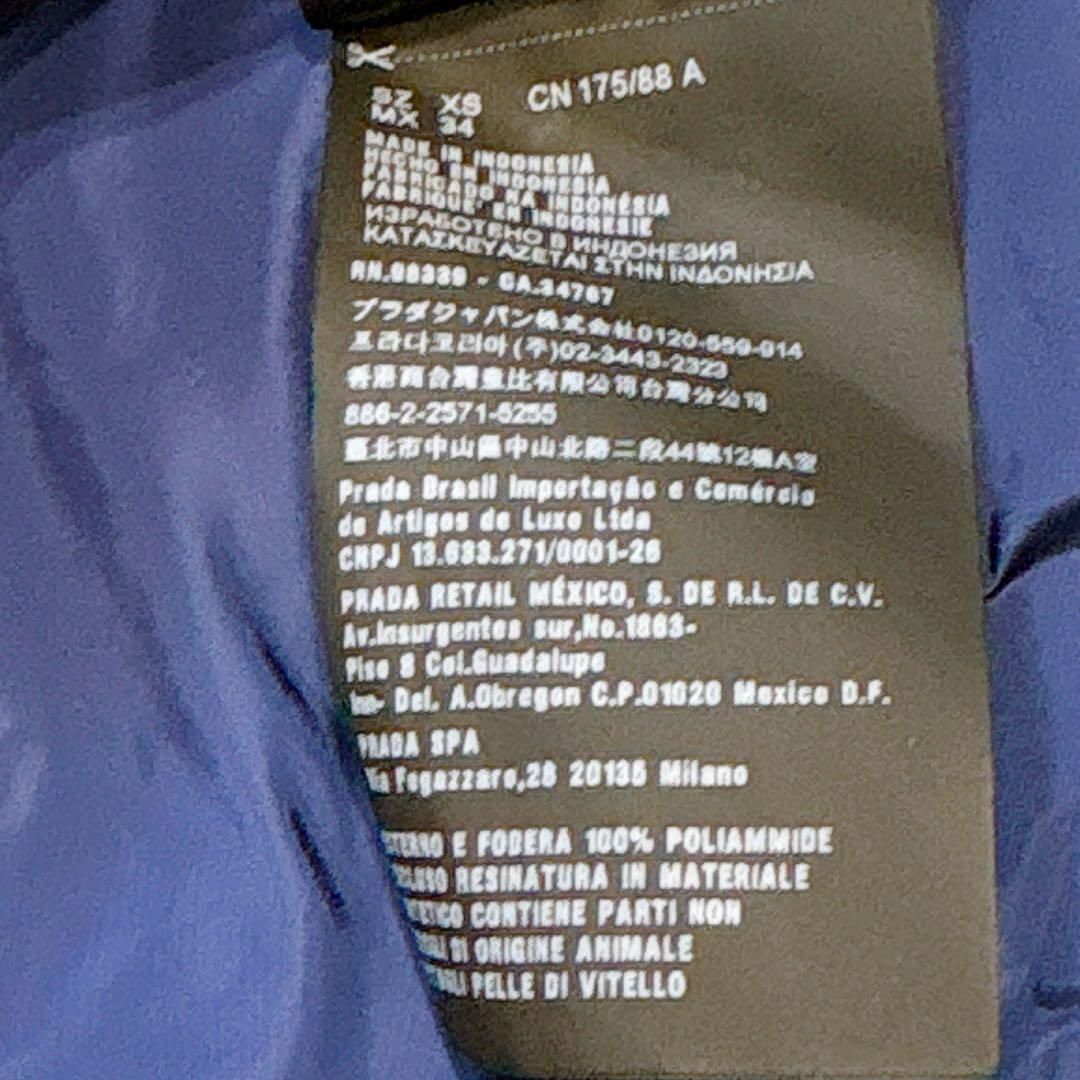 SZ XS CN 175/88 A
MX 34
MADE IN INDONESIA
HECHO EN INDONESIA
FABRICADO NA INDONÉSIA
FABRIQUE' EN INDONESIE
ИЗРАБОТЕНО В ИНДОНЕЗИЯ
ΚΑΤΑΣΚΕΥΑΖΕΤΑΙ ΣΤΗΝ ΙΝΔΟΝΗΣΙΑ
CA.34767
プラダジャパン株式会社0120-559-914
프라다코리아(주)02-3443-2323
香港商台灣普拉達有限公司台灣分公司
886-2-2571-5255
臺北市中山區中山北路二段44號12樓A室
Prada Brasil Importação e Comércio
de Artigos de Luxo Ltda
CNPJ 13.633.271/0001-26
PRADA RETAIL MÉXICO, S. DE R.L. DE C.V.
Av.Insurgentes sur,No.1863-
Piso 8 Col.Guadalupe
Inn- Del. A.Obregon C.P.01020 Mexico D.F.
PRADA SPA
Via Fogazzaro,28 20135 Milano
E FODERA 100% POLIAMMIDE
RESINATURA IN MATERIALE
CONTIENE PARTI NON
DI ORIGINE ANIMALE
PELLE DI VITELLO